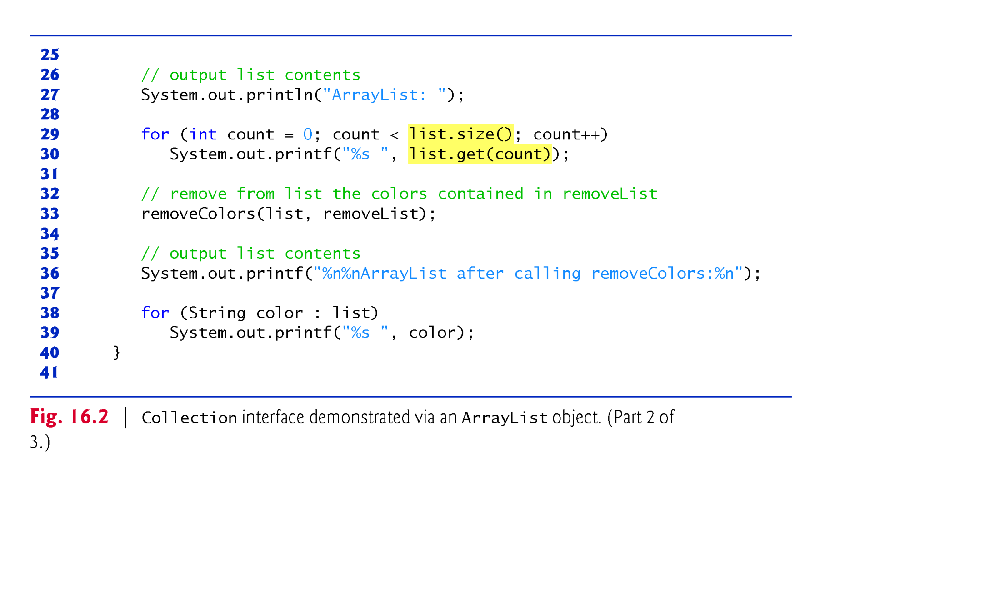 25
26 // output list contents
27 System.out.println("ArrayList: ");
28
29 for (int count = 0; count < list.size(); count++)
30 System.out.printf("%s ", list.get(count));
31
32 // remove from list the colors contained in removeList
33 removeColors(list, removeList);
34
35 // output list contents
36 System.out.printf("%n%nArrayList after calling removeColors:%n");
37
38 for (String color : list)
39 System.out.printf("%s ", color);
40 }
41
Fig. 16.2 | Collection interface demonstrated via an ArrayList object. (Part 2 of
3.)